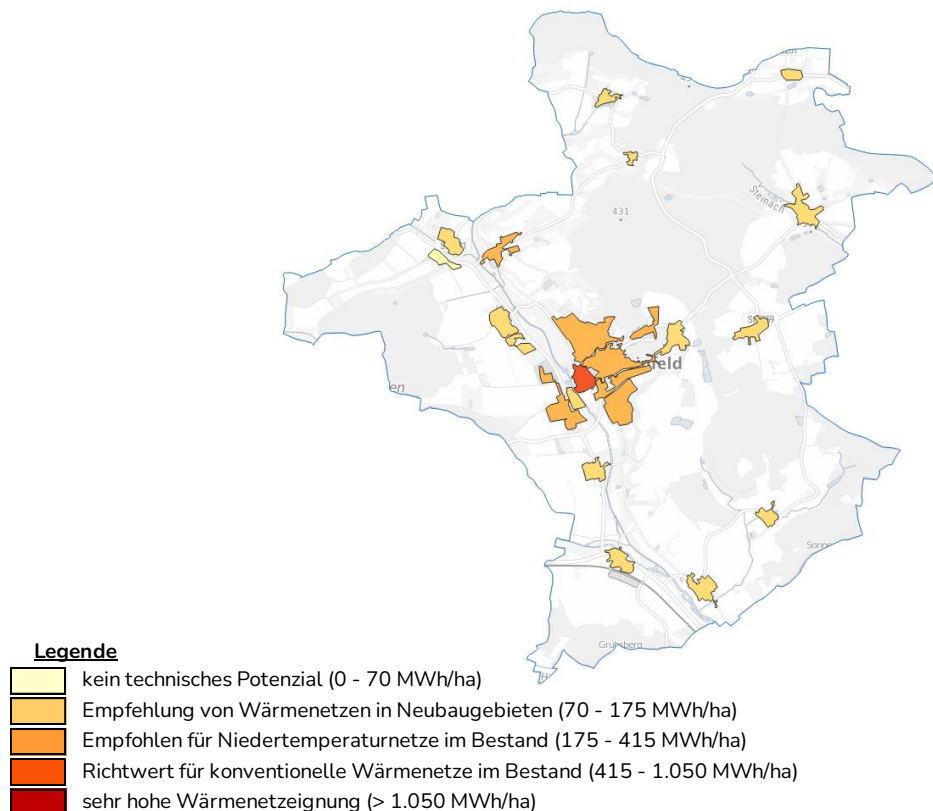 431
Steinach
Legende
kein technisches Potenzial (0 - 70 MWh/ha)
Empfehlung von Wärmenetzen in Neubaugebieten (70 - 175 MWh/ha)
Empfohlen für Niedertemperaturnetze im Bestand (175 - 415 MWh/ha)
Richtwert für konventionelle Wärmenetze im Bestand (415 - 1.050 MWh/ha)
sehr hohe Wärmenetzeignung (> 1.050 MWh/ha)